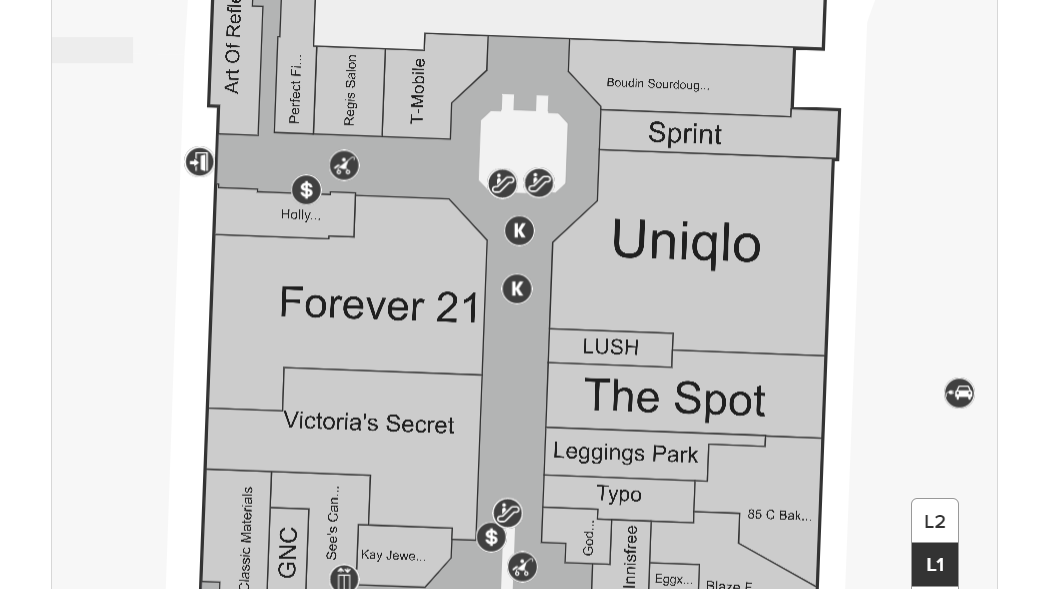 Art Of Refle
Perfect Fi...
Regis Salon
T-Mobile
Boudin Sourdoug...
Sprint
$
Holly...
K
Uniqlo
K
Forever 21
LUSH
The Spot
Victoria's Secret
Leggings Park
Typo
85 C Bak...
Classic Materials
GNC
See's Can...
Kay Jewe...
$
God...
Innisfree
Eggx...
Blaze F
L2
L1